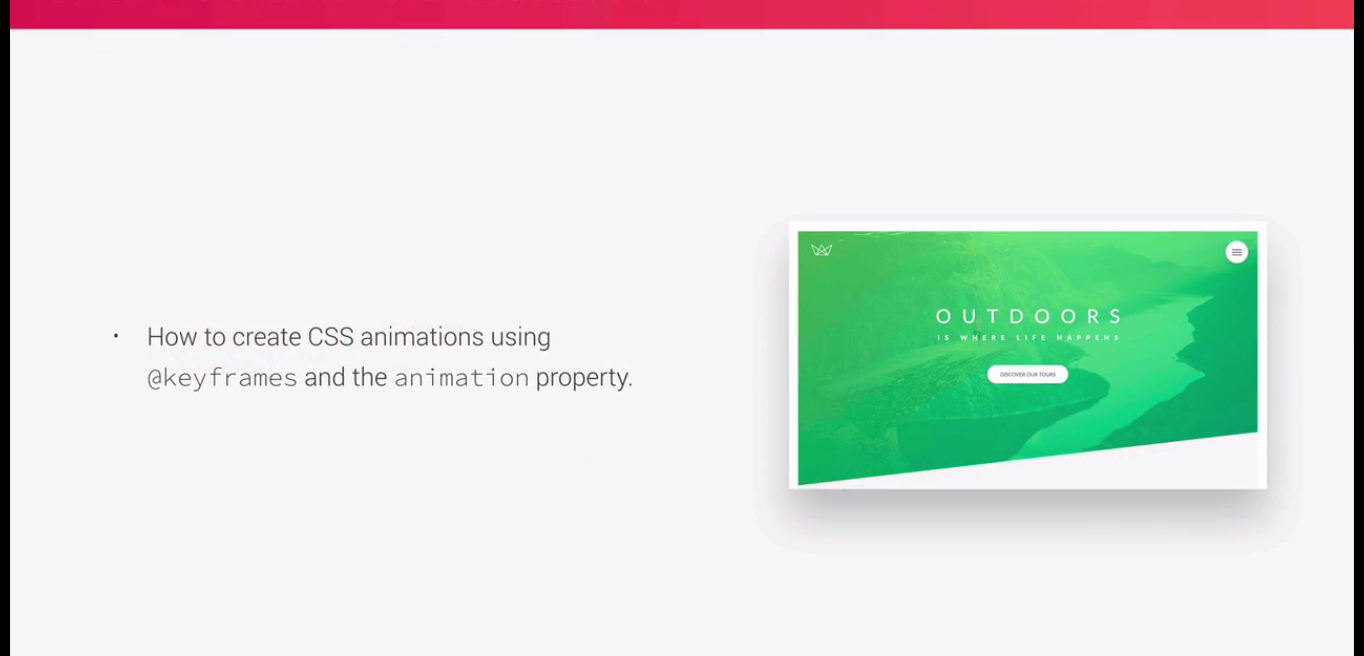 • How to create CSS animations using
@keyframes and the animation property.
OUTDOORS
IS WHERE LIFE HAPPENS
DISCOVER OUR TOURS